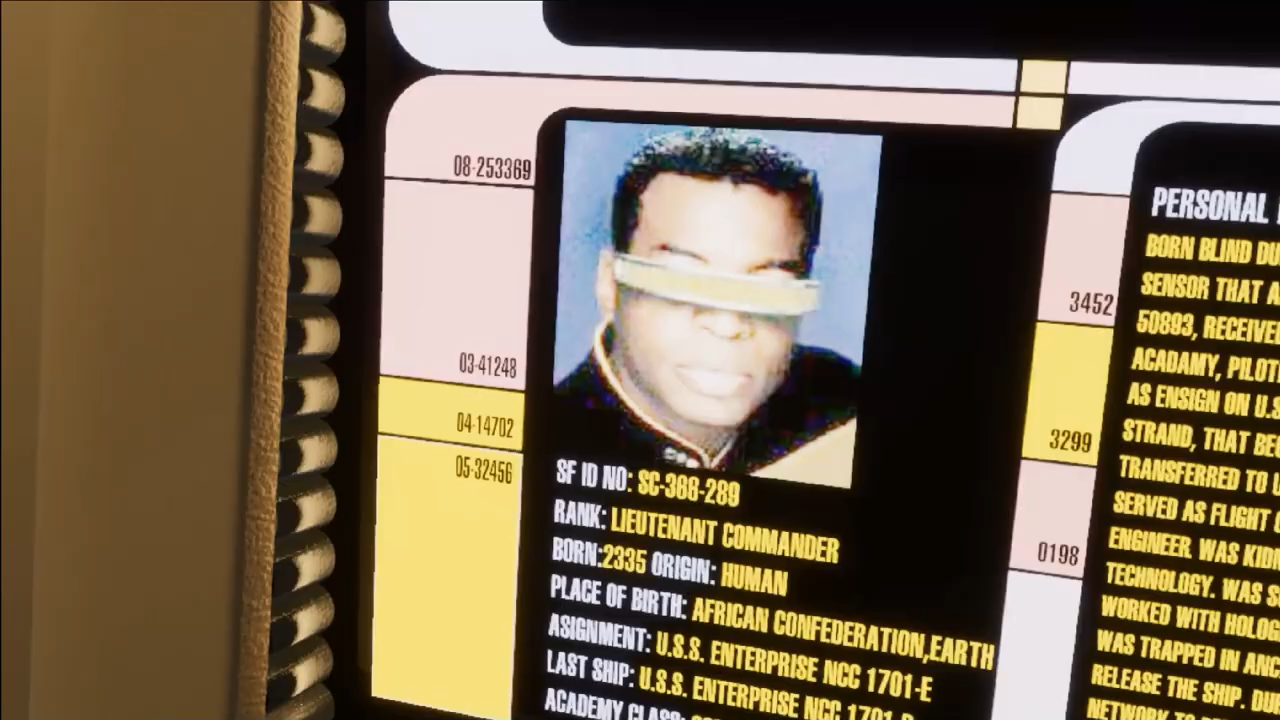 08-253369
03-41248
04-14702
05-32456
SF ID NO: SC-366-289
RANK: LIEUTENANT COMMANDER
BORN:2335 ORIGIN: HUMAN
PLACE OF BIRTH: AFRICAN CONFEDERATION,EARTH
ASIGNMENT: U.S.S. ENTERPRISE NCC 1701-E
LAST SHIP: U.S.S. ENTERPRISE NCC 1701-D
ACADEMY CLASS:
3452
3299
0198
PERSONAL
BORN BLIND DU
SENSOR THAT A
50893, RECEIVED
ACADAMY, PILOT
AS ENSIGN ON U.S
STRAND, THAT BE
TRANSFERRED TO
SERVED AS FLIGHT
ENGINEER. WAS KID
TECHNOLOGY. WAS S
WORKED WITH HOLOG
WAS TRAPPED IN ANC
RELEASE THE SHIP. DU
NETWORK TO